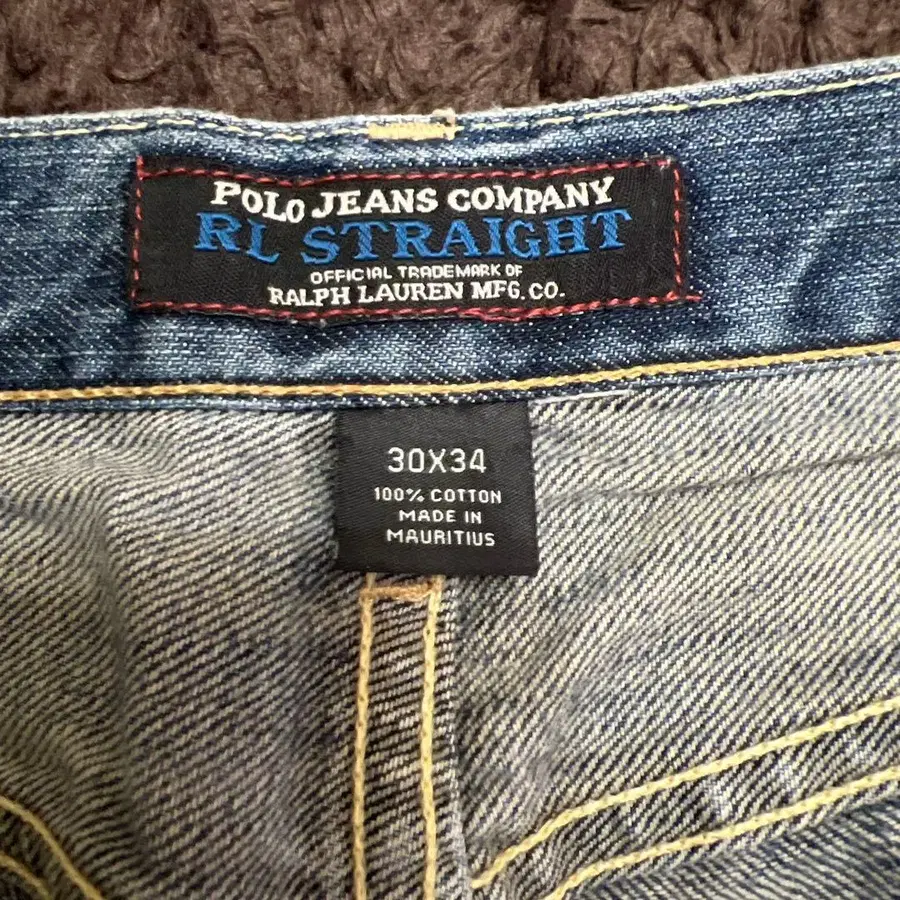 POLO JEANS COMPANY
RL STRAIGHT
OFFICIAL TRADEMARK OF
RALPH LAUREN MFG. CO.
30X34
100% COTTON
MADE IN
MAURITIUS